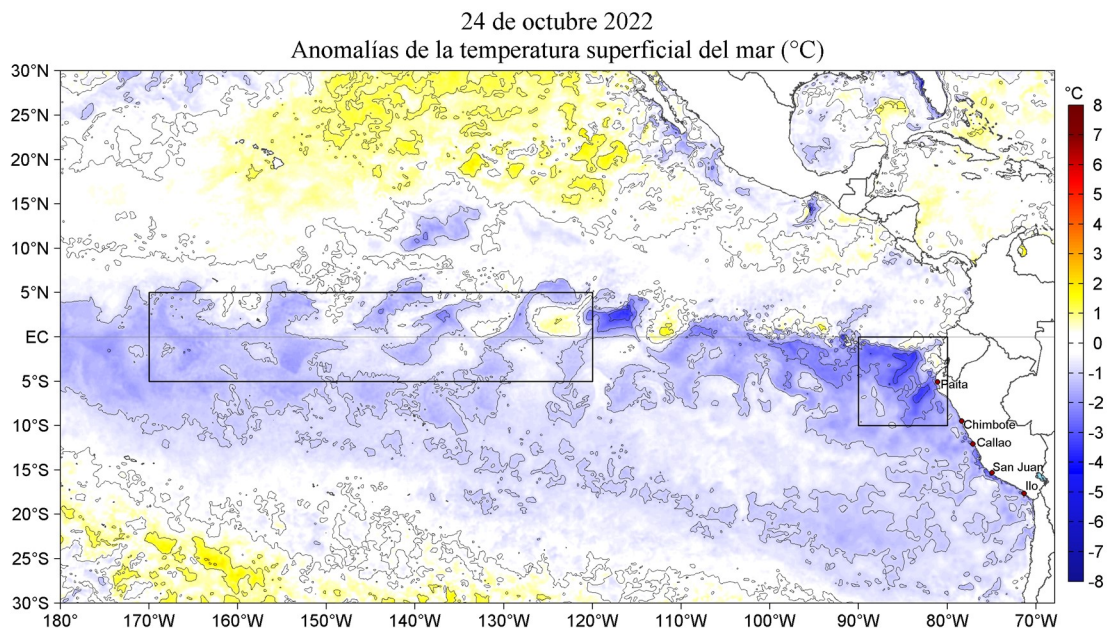 24 de octubre 2022
Anomalías de la temperatura superficial del mar (°C)
30°N
25°N
20°N
15°N
10°N
5°N
EC
5°S
10°S
15°S
20°S
25°S
30°S
180
170°W
160°W
150°W
140°W
130°W
120°W
110°W
100°W
90°W
80°W
70°W
Paita
Chimbote
Callao
San Juan
Ilo
°C
8
7
6
5
4
3
2
1
0
-1
-2
-3
-4
-5
-6
-7
-8